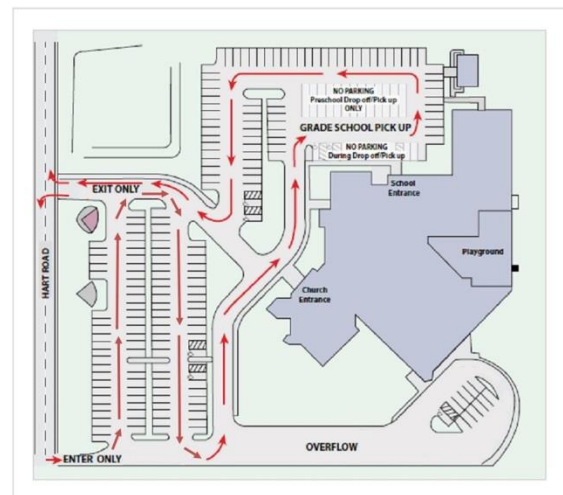 NO PARKING
Preschool Drop off/Pick up
ONLY
GRADE SCHOOL PICK UP
NO PARKING
During Drop off/Pick up
School
Entrance
EXIT ONLY
Playground
HART ROAD
Church
Entrance
OVERFLOW
ENTER ONLY